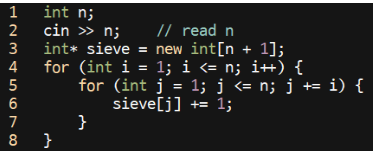 1 int n;
2 cin >> n; // read n
3 int* sieve = new int[n + 1];
4 for (int i = 1; i <= n; i++) {
5 for (int j = 1; j <= n; j += i) {
6 sieve[j] += 1;
7 }
8 }